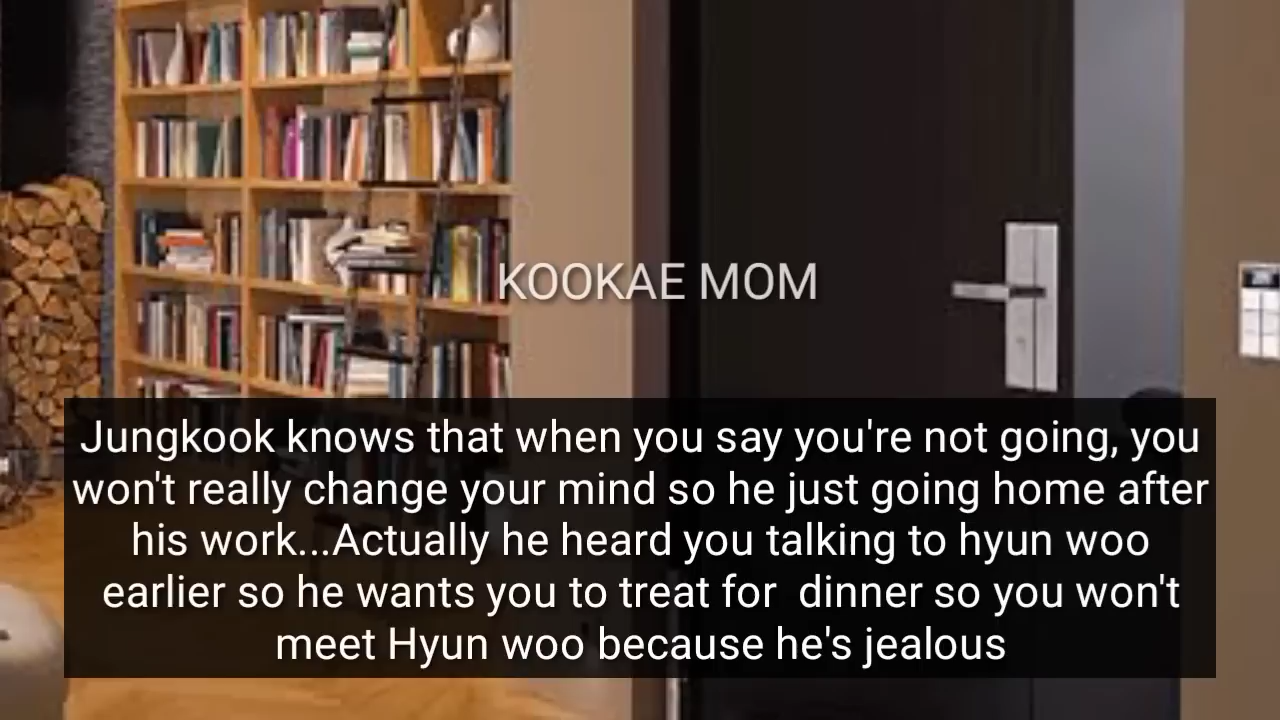 KOOKAE MOM
Jungkook knows that when you say you're not going, you
won't really change your mind so he just going home after
his work...Actually he heard you talking to hyun woo
earlier so he wants you to treat for  dinner so you won't
meet Hyun woo because he's jealous